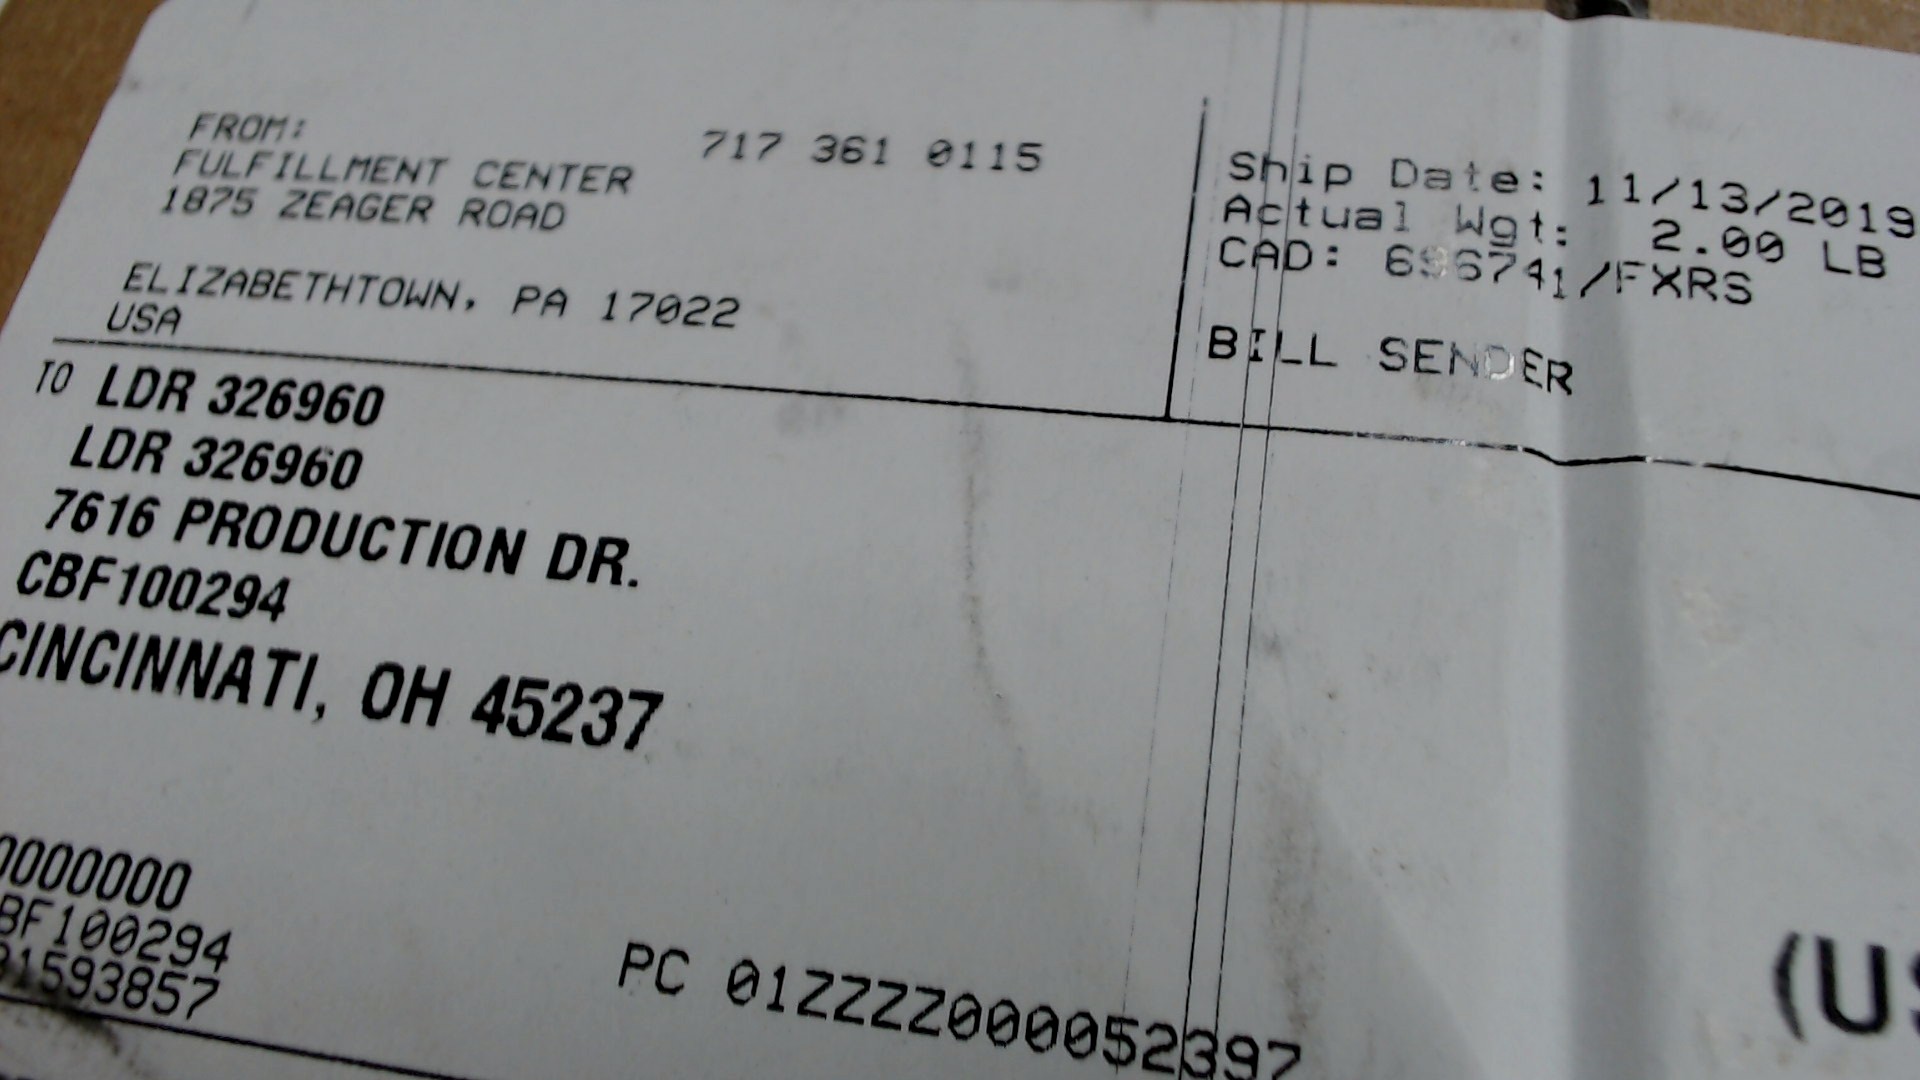 FROM:
FULFILLMENT CENTER
1875 ZEAGER ROAD
717 361 0115
ELIZABETHTOWN, PA 17022
USA
Ship Date: 11/13/2019
Actual Wgt: 2.00 LB
CAD: /FXRS
BILL SENDER
TO LDR 326960
LDR 326960
7616 PRODUCTION DR.
CBF100294
CINCINNATI, OH 45237
0000000
BF100294
1593857
PC 01ZZZZ000052397
(US